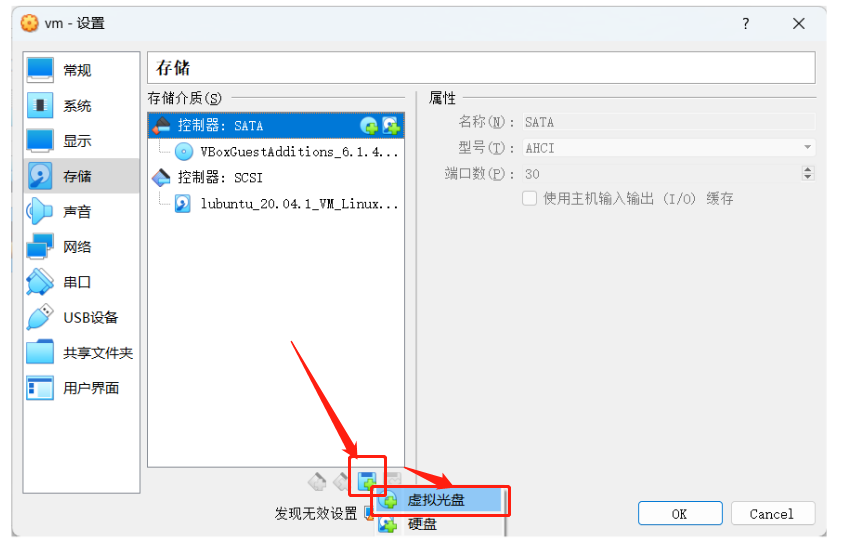 vm - 设置
?
常规
系统
显示
存储
声音
网络
串口
USB设备
共享文件夹
用户界面
存储
存储介质(S)
控制器: SATA
VBoxGuestAdditions_6.1.4...
控制器: SCSI
lubuntu_20.04.1_VM_Linux...
属性
名称(N): SATA
型号(T): AHCI
端口数(P): 30
使用主机输入输出 (I/O) 缓存
虚拟光盘
硬盘
发现无效设置
OK
Cancel